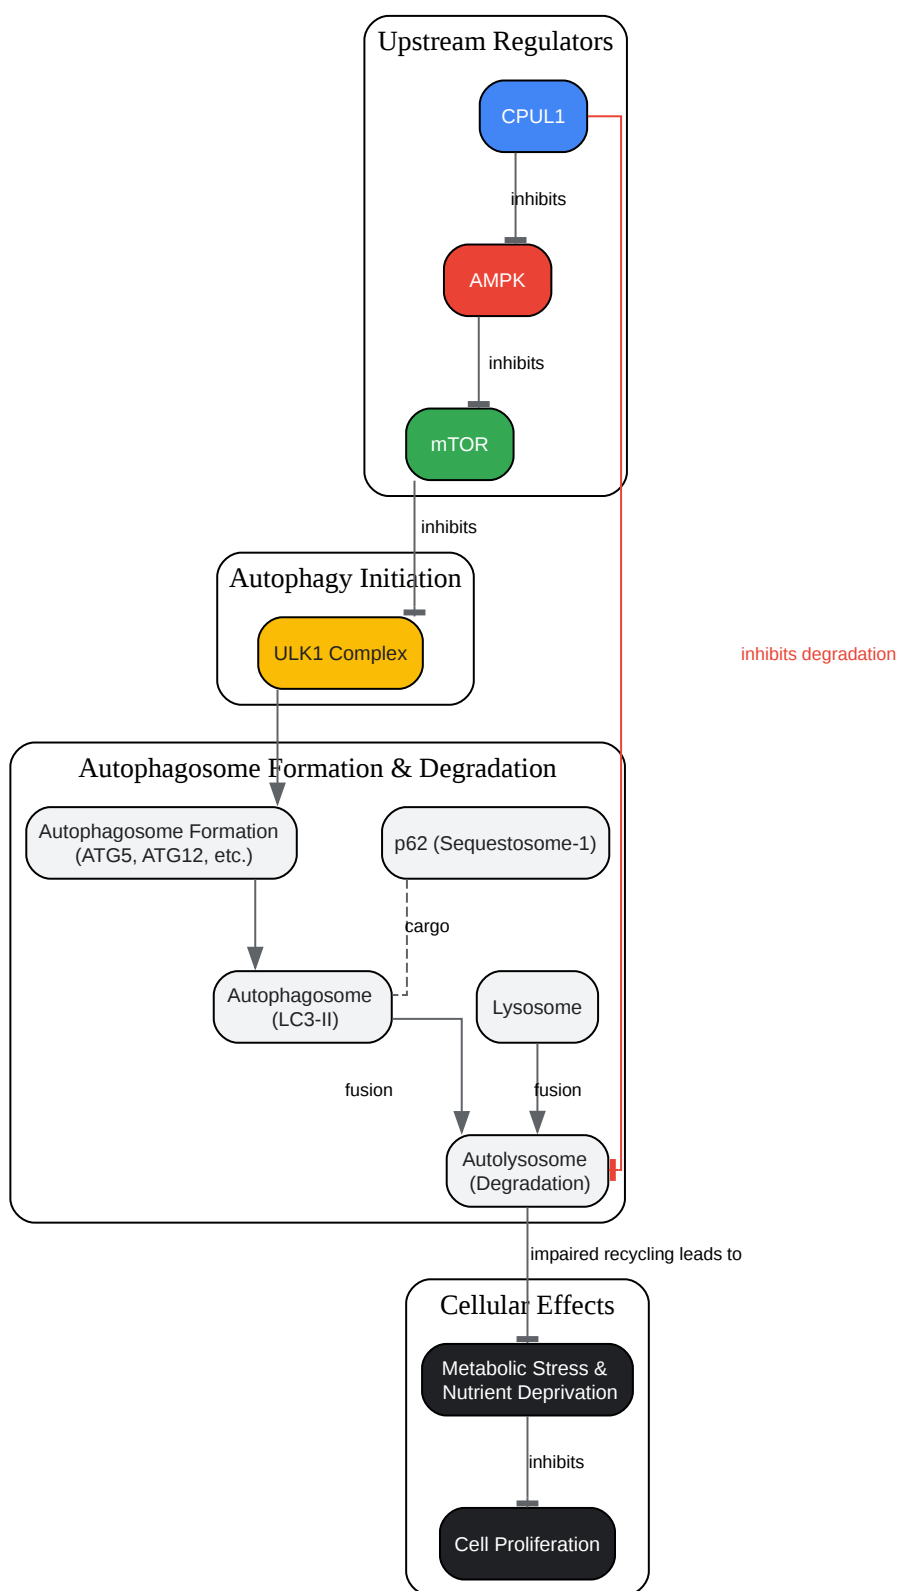 Upstream Regulators
CPUL1
inhibits
AMPK
inhibits
mTOR
inhibits
Autophagy Initiation
ULK1 Complex
inhibits degradation
Autophagosome Formation & Degradation
Autophagosome Formation
(ATG5, ATG12, etc.)
p62 (Sequestosome-1)
cargo
Autophagosome
(LC3-II)
Lysosome
fusion
fusion
Autolysosome
(Degradation)
impaired recycling leads to
Cellular Effects
Metabolic Stress &
Nutrient Deprivation
inhibits
Cell Proliferation